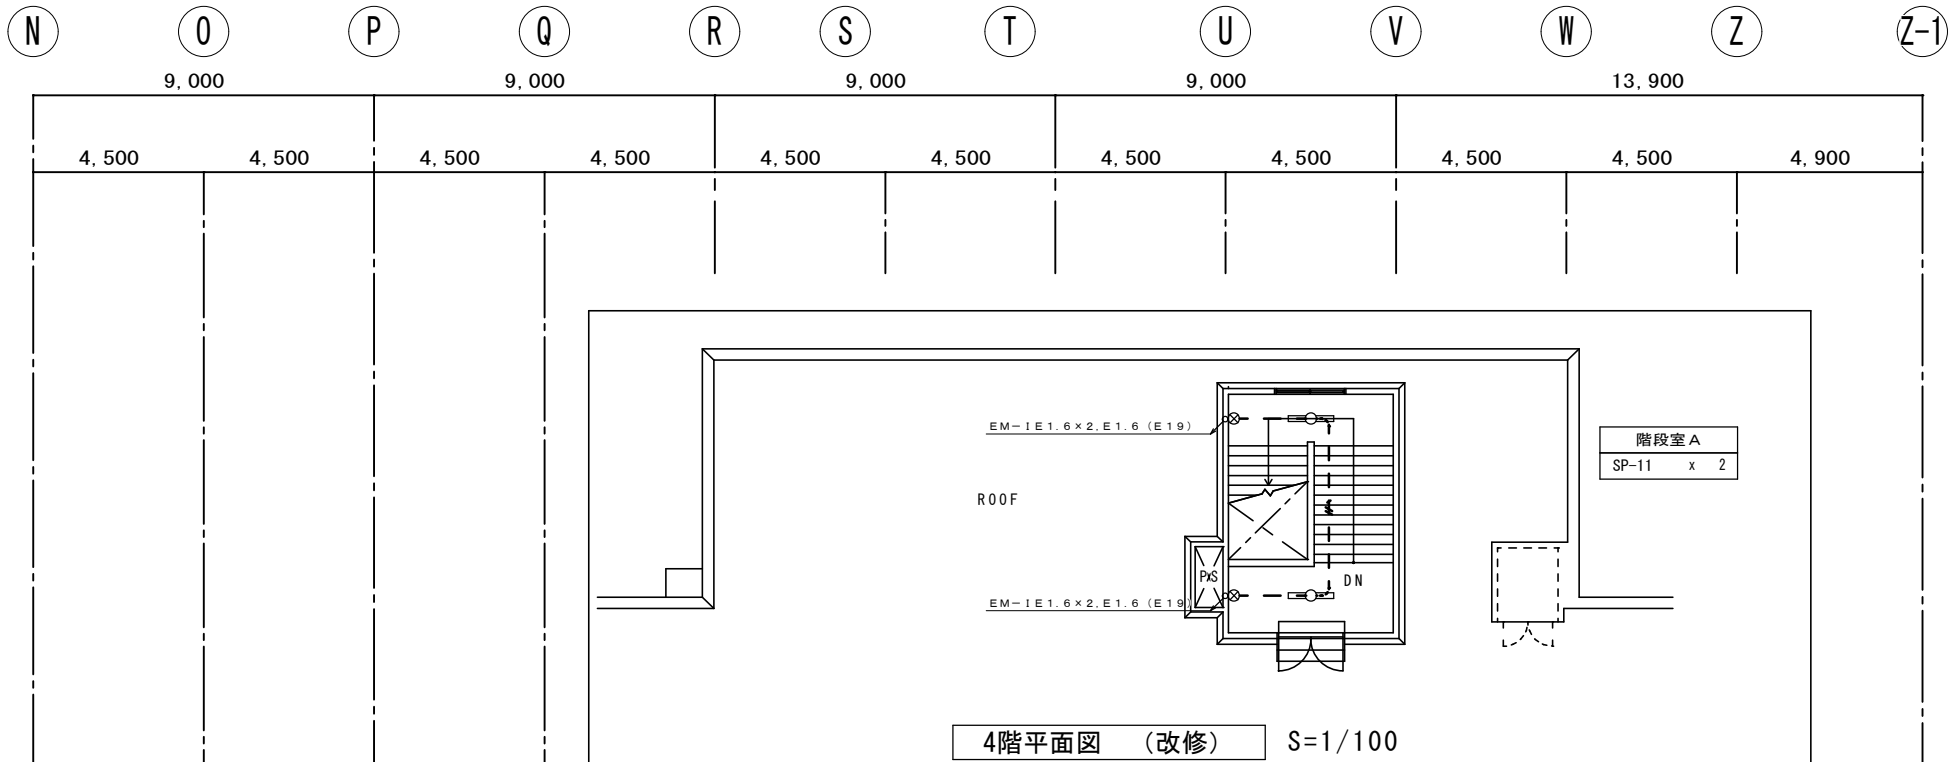 N O P Q R S T U V W Z Z-1
9,000 9,000 9,000 9,000 13,900
4,500 4,500 4,500 4,500 4,500 4,500 4,500 4,500 4,500 4,500 4,900
EM-IE1.6×2,E1.6 (E19)
階段室A
SP-11 x 2
ROOF
PS
DN
EM-IE1.6×2,E1.6 (E19)
4階平面図 (改修) S=1/100